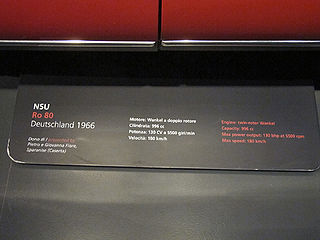 NSU
Ro 80
Deutschland 1966
Dono di / presented by
Pietro e Giovanna Fiore,
Sparanise (Caserta)
Motore: Wankel a doppio rotore
Cilindrata: 996 cc
Potenza: 130 CV a 5500 giri/min
Velocità: 180 km/h
Engine: twin-rotor Wankel
Capacity: 996 cc
Max power output: 130 bhp at 5500 rpm
Max speed: 180 km/h